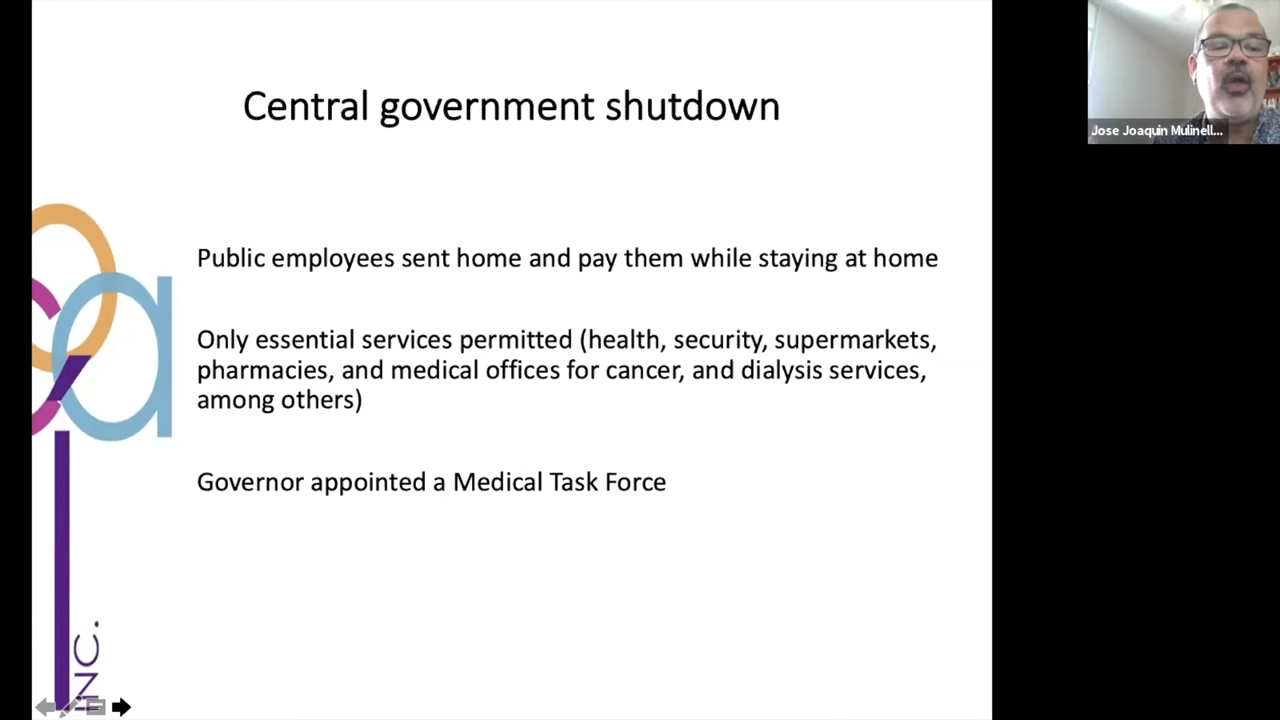 Central government shutdown
Jose Joaquin Mulinell...
Public employees sent home and pay them while staying at home
Only essential services permitted (health, security, supermarkets,
pharmacies, and medical offices for cancer, and dialysis services,
among others)
Governor appointed a Medical Task Force
ca
INC.